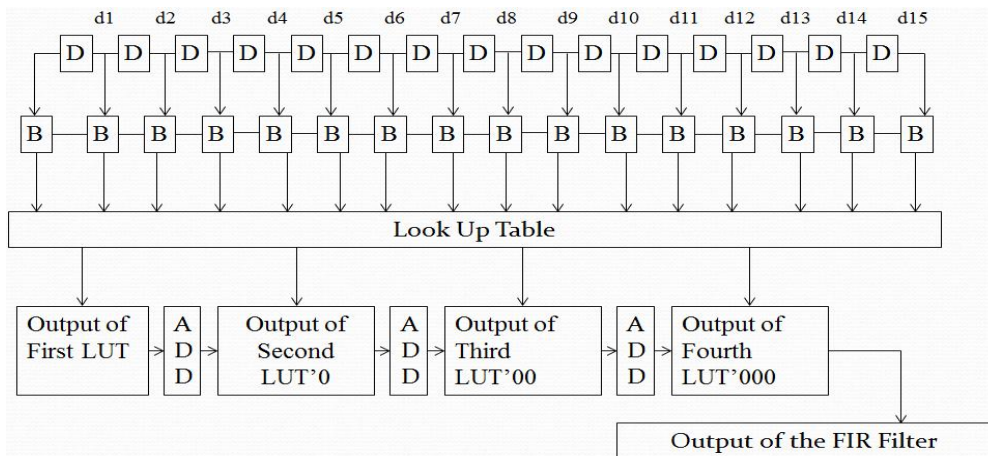 d1 d2 d3 d4 d5 d6 d7 d8 d9 d10 d11 d12 d13 d14 d15
D D D D D D D D D D D D D D D
B B B B B B B B B B B B B B B B
Look Up Table
Output of
First LUT
A
D
D
Output of
Second
LUT'0
A
D
D
Output of
Third
LUT'00
A
D
D
Output of
Fourth
LUT'000
Output of the FIR Filter